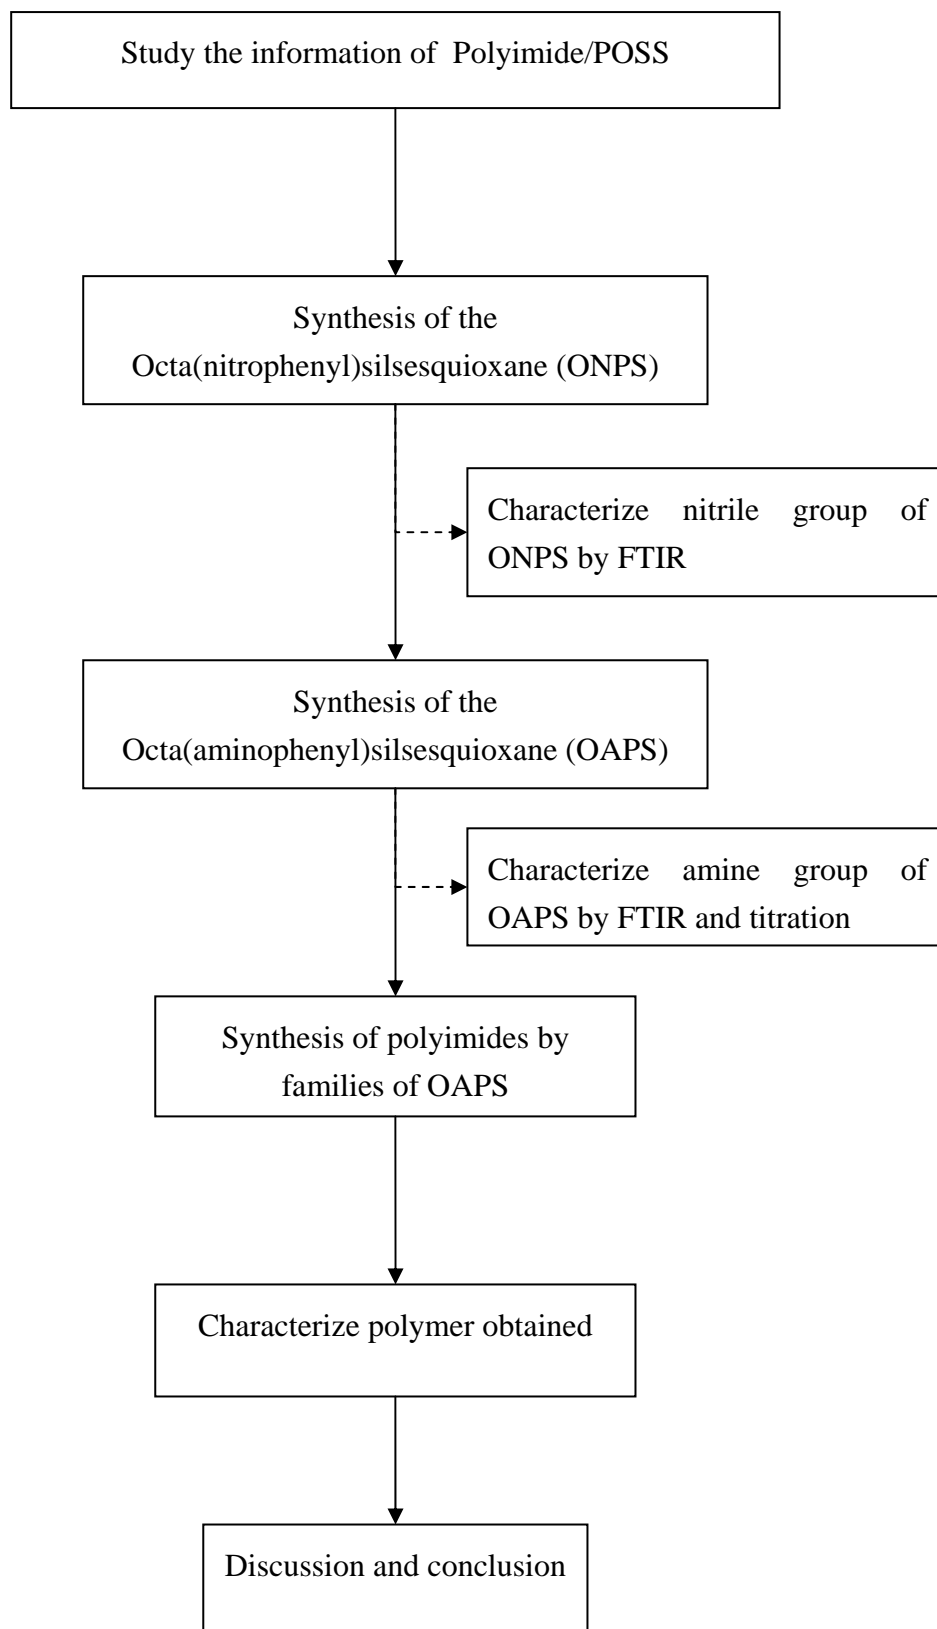 Study the information of Polyimide/POSS
Synthesis of the
Octa(nitrophenyl)silsesquioxane (ONPS)
Characterize nitrile group of
ONPS by FTIR
Synthesis of the
Octa(aminophenyl)silsesquioxane (OAPS)
Characterize amine group of
OAPS by FTIR and titration
Synthesis of polyimides by
families of OAPS
Characterize polymer obtained
Discussion and conclusion